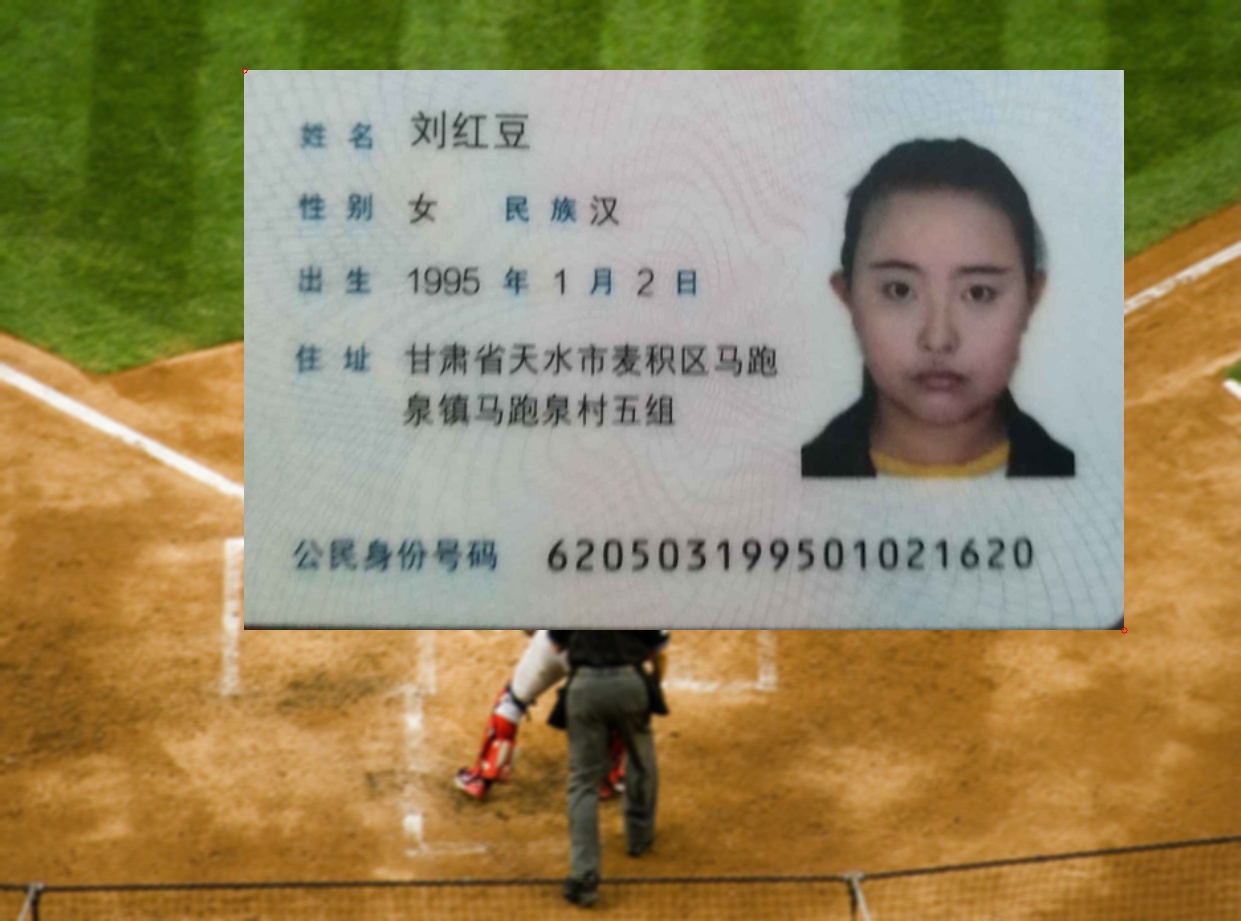 姓名 刘红豆
性别 女 民族 汉
出生 1995 年 1 月 2 日
住址 甘肃省天水市麦积区马跑
泉镇马跑泉村五组
公民身份号码 620503199501021620